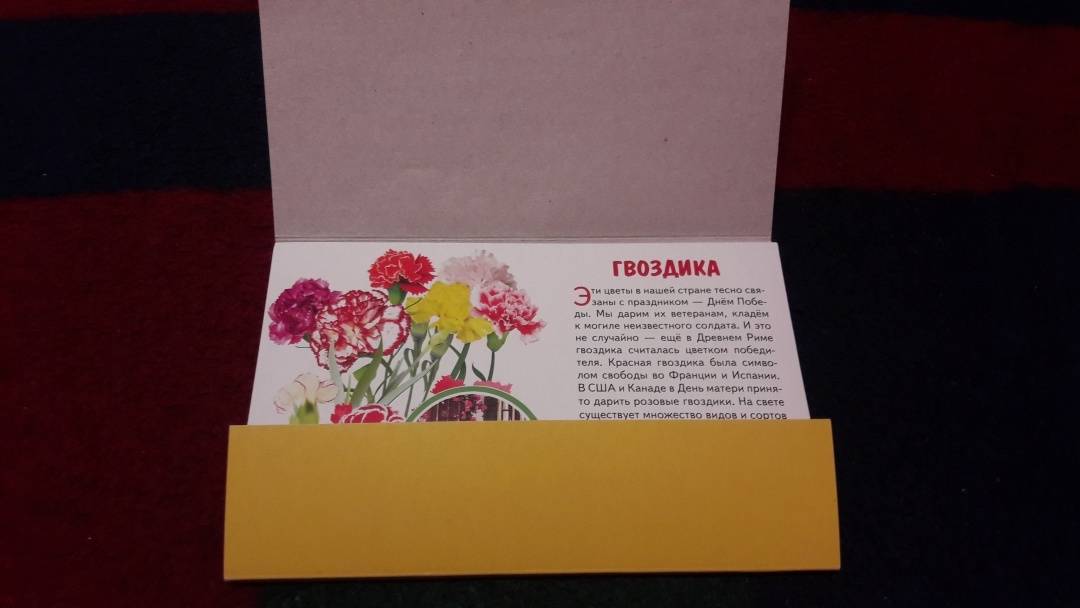 ГВОЗДИКА
Эти цветы в нашей стране тесно свя-
заны с праздником — Днём Побе-
ды. Мы дарим их ветеранам, кладём
к могиле неизвестного солдата. И это
не случайно — ещё в Древнем Риме
гвоздика считалась цветком победи-
теля. Красная гвоздика была симво-
лом свободы во Франции и Испании.
В США и Канаде в День матери приня-
то дарить розовые гвоздики. На свете
существует множество видов и сортов